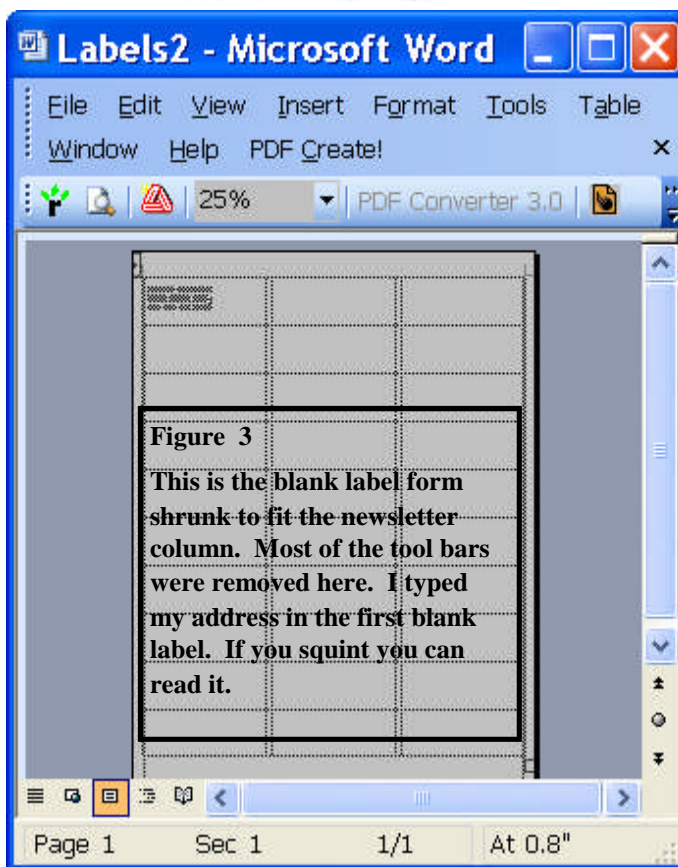 Labels2 - Microsoft Word
File Edit View Insert Format Tools Table
Window Help PDF Create!
25% PDF Converter 3.0
Figure 3
This is the blank label form
shrunk to fit the newsletter
column. Most of the tool bars
were removed here. I typed
my address in the first blank
label. If you squint you can
read it.
Page 1 Sec 1 1/1 At 0.8"